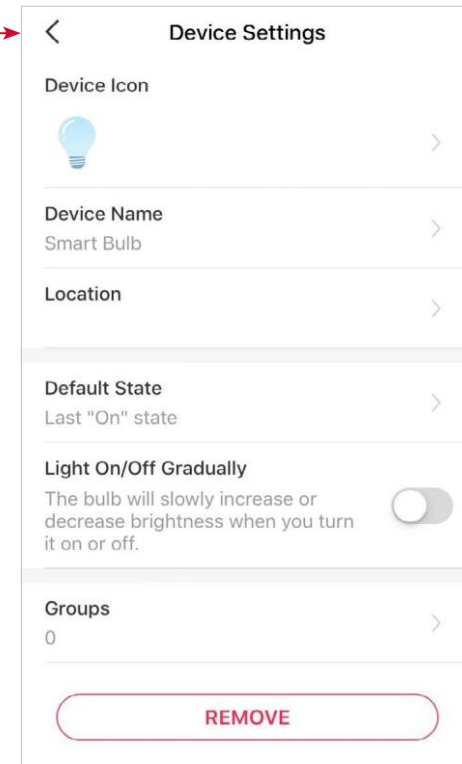 Device Settings
Device Icon
Device Name
Smart Bulb
Location
Default State
Last "On" state
Light On/Off Gradually
The bulb will slowly increase or
decrease brightness when you turn
it on or off.
Groups
0
REMOVE